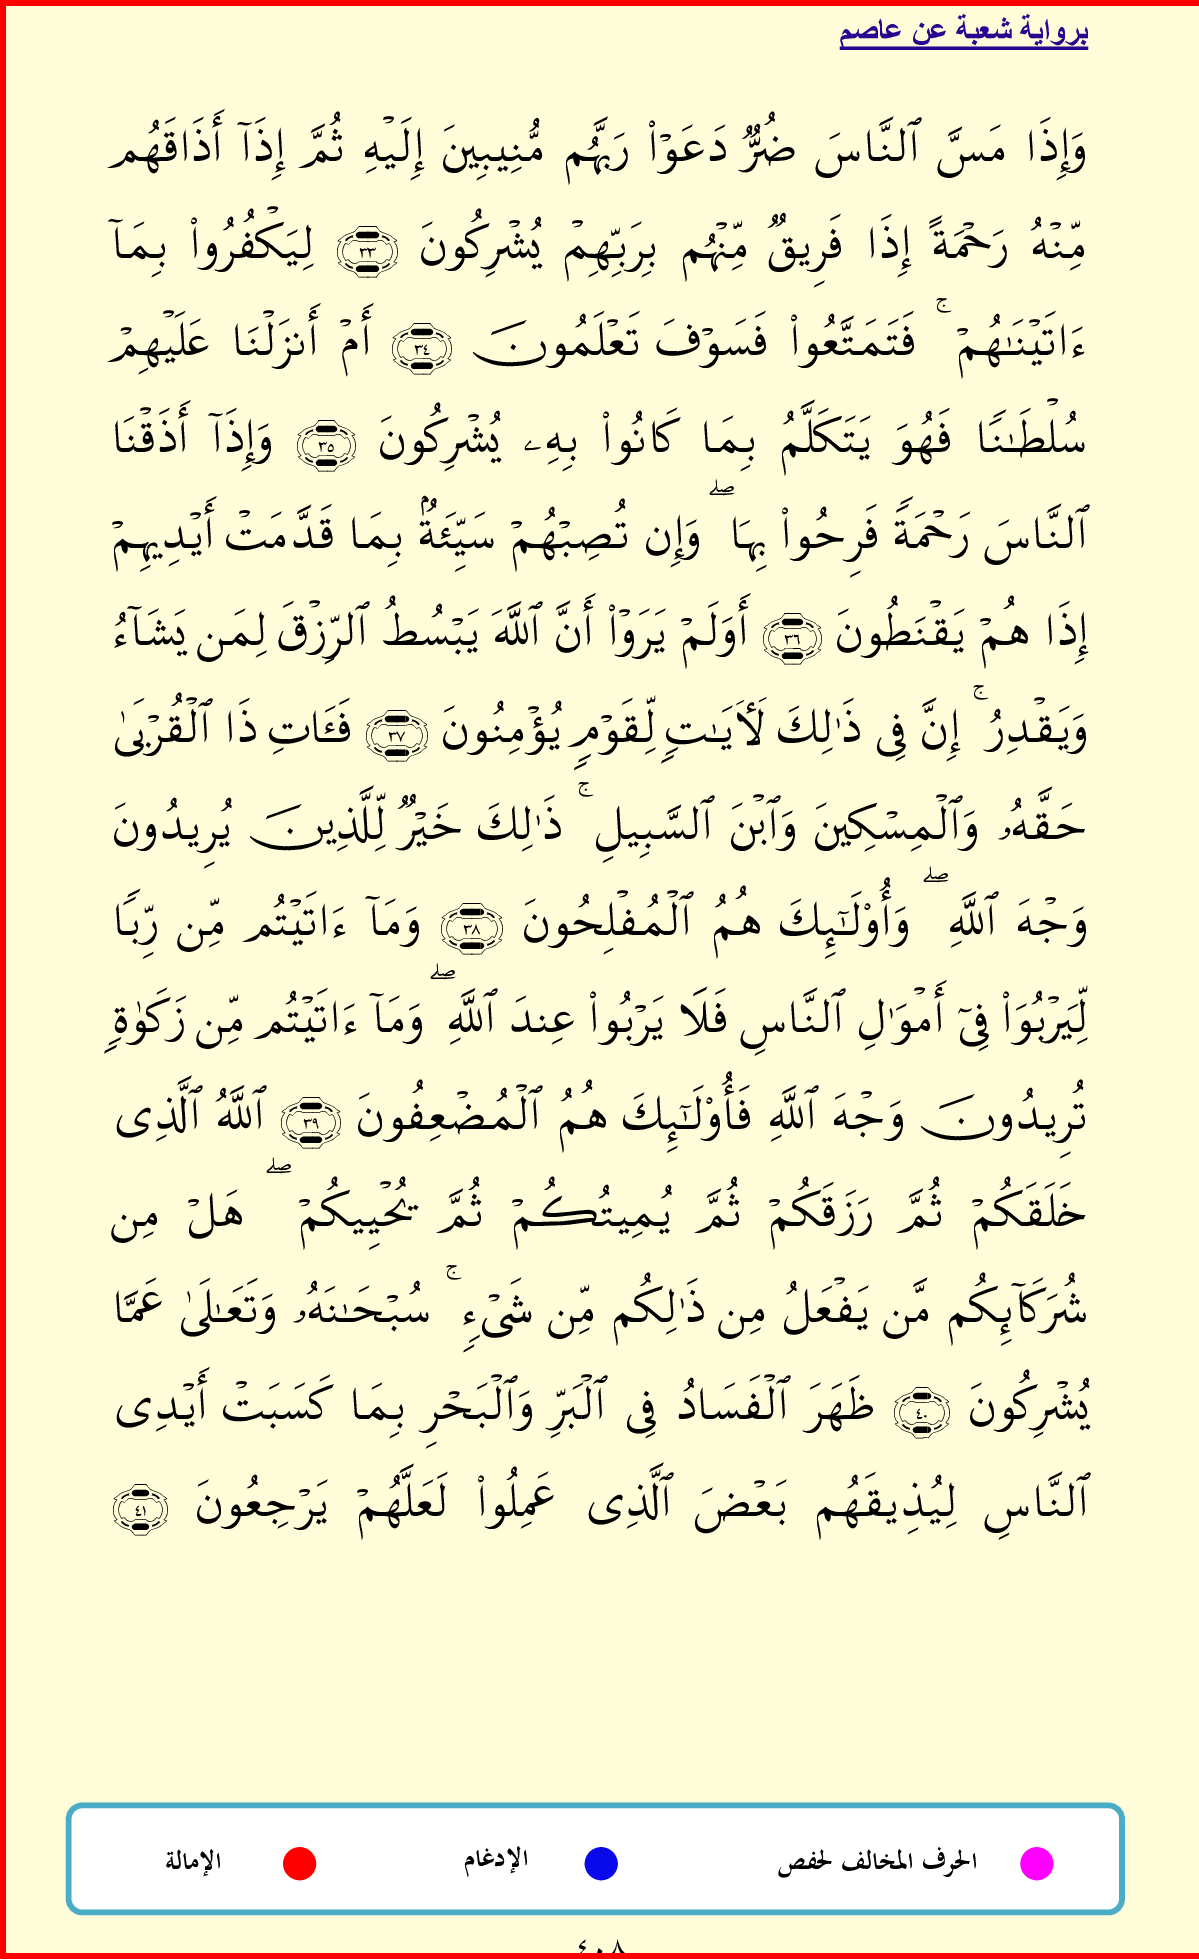 برواية شعبة عن عاصم
وَإِذَا مَسَّ ٱلنَّاسَ ضُرٌّ دَعَوۡاْ رَبَّهُم مُّنِيبِينَ إِلَيۡهِ ثُمَّ إِذَآ أَذَاقَهُم
مِّنۡهُ رَحۡمَةً إِذَا فَرِيقٌ مِّنۡهُم بِرَبِّهِمۡ يُشۡرِكُونَ ٣٣ لِيَكۡفُرُواْ بِمَآ
ءَاتَيۡنَٰهُمۡۚ فَتَمَتَّعُواْ فَسَوۡفَ تَعۡلَمُونَ ٣٤ أَمۡ أَنزَلۡنَا عَلَيۡهِمۡ
سُلۡطَٰنًا فَهُوَ يَتَكَلَّمُ بِمَا كَانُواْ بِهِۦ يُشۡرِكُونَ ٣٥ وَإِذَآ أَذَقۡنَا
ٱلنَّاسَ رَحۡمَةً فَرِحُواْ بِهَاۖ وَإِن تُصِبۡهُمۡ سَيِّئَةُۢ بِمَا قَدَّمَتۡ أَيۡدِيهِمۡ
إِذَا هُمۡ يَقۡنَطُونَ ٣٦ أَوَلَمۡ يَرَوۡاْ أَنَّ ٱللَّهَ يَبۡسُطُ ٱلرِّزۡقَ لِمَن يَشَآءُ
وَيَقۡدِرُۚ إِنَّ فِي ذَٰلِكَ لَأٓيَٰتٍ لِّقَوۡمٍ يُؤۡمِنُونَ ٣٧ فَـَٔاتِ ذَا ٱلۡقُرۡبَىٰ
حَقَّهُۥ وَٱلۡمِسۡكِينَ وَٱبۡنَ ٱلسَّبِيلِۚ ذَٰلِكَ خَيۡرٌ لِّلَّذِينَ يُرِيدُونَ
وَجۡهَ ٱللَّهِۖ وَأُوْلَٰٓئِكَ هُمُ ٱلۡمُفۡلِحُونَ ٣٨ وَمَآ ءَاتَيۡتُم مِّن رِّبًا
لِّيَرۡبُوَاْ فِيٓ أَمۡوَٰلِ ٱلنَّاسِ فَلَا يَرۡبُواْ عِندَ ٱللَّهِۖ وَمَآ ءَاتَيۡتُم مِّن زَكَوٰةٍ
تُرِيدُونَ وَجۡهَ ٱللَّهِ فَأُوْلَٰٓئِكَ هُمُ ٱلۡمُضۡعِفُونَ ٣٩ ٱللَّهُ ٱلَّذِي
خَلَقَكُمۡ ثُمَّ رَزَقَكُمۡ ثُمَّ يُمِيتُكُمۡ ثُمَّ يُحۡيِيكُمۡۖ هَلۡ مِن
شُرَكَآئِكُم مَّن يَفۡعَلُ مِن ذَٰلِكُم مِّن شَيۡءٍۚ سُبۡحَٰنَهُۥ وَتَعَٰلَىٰ عَمَّا
يُشۡرِكُونَ ٤٠ ظَهَرَ ٱلۡفَسَادُ فِي ٱلۡبَرِّ وَٱلۡبَحۡرِ بِمَا كَسَبَتۡ أَيۡدِي
ٱلنَّاسِ لِيُذِيقَهُم بَعۡضَ ٱلَّذِي عَمِلُواْ لَعَلَّهُمۡ يَرۡجِعُونَ ٤١
الحرف المخالف لحفص الإدغام الإمالة
٤٠٨